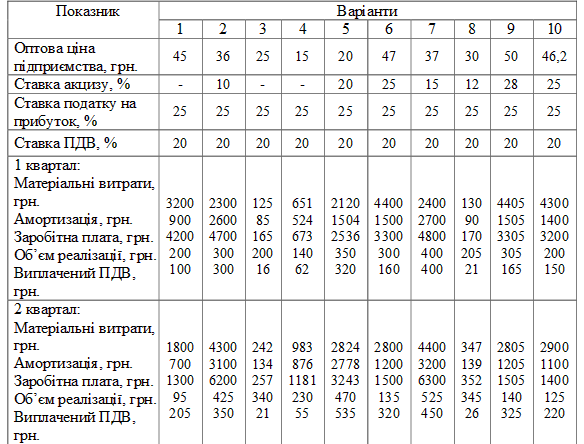 Показник Варіанти
1 2 3 4 5 6 7 8 9 10
Оптова ціна підприємства, грн. 45 36 25 15 20 47 37 30 50 46,2
Ставка акцизу, % - 10 - - 20 25 15 12 28 25
Ставка податку на прибуток, % 25 25 25 25 25 25 25 25 25 25
Ставка ПДВ, % 20 20 20 20 20 20 20 20 20 20
1 квартал:
Матеріальні витрати,
грн. 3200 2300 125 651 2120 4400 2400 130 4405 4300
Амортизація, грн. 900 2600 85 524 1504 1500 2700 90 1505 1400
Заробітна плата, грн. 4200 4700 165 673 2536 3300 4800 170 3305 3200
Об’єм реалізації, грн. 200 300 200 140 350 300 400 205 305 200
Виплачений ПДВ, 100 300 16 62 320 160 400 21 165 150
грн.
2 квартал:
Матеріальні витрати,
грн. 1800 4300 242 983 2824 2800 4400 347 2805 2900
Амортизація, грн. 700 3100 134 876 2778 1200 3200 139 1205 1100
Заробітна плата, грн. 1300 6200 257 1181 3243 1500 6300 352 1505 1400
Об’єм реалізації, грн. 95 425 340 230 470 135 525 345 140 125
Виплачений ПДВ, 205 350 21 55 535 320 450 26 325 220
грн.